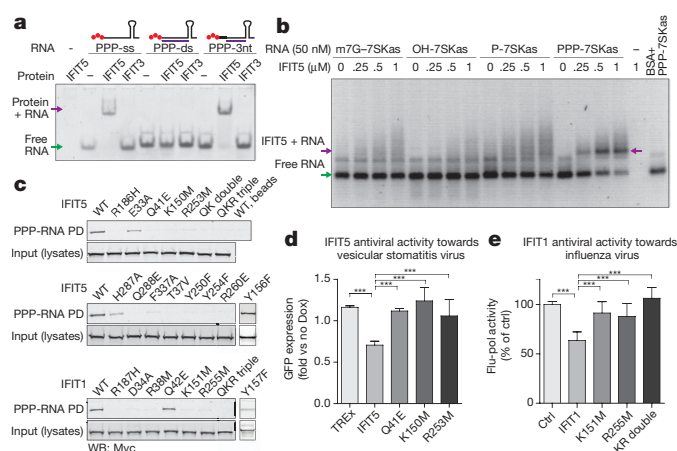 a
RNA - PPP-ss PPP-ds PPP-3nt
Protein - IFIT5 - IFIT5 IFIT3 - IFIT5 IFIT3 - IFIT5 IFIT3
Protein
+ RNA
Free
RNA
b
RNA (50 nM) m7G–7SKas OH-7SKas P-7SKas PPP-7SKas – BSA+
PPP-7SKas
IFIT5 (μM) 0 .25 .5 1 0 .25 .5 1 0 .25 .5 1 0 .25 .5 1 1
IFIT5 + RNA
Free RNA
c
IFIT5 WT R186H E33A Q41E K150M R253M QK double QKR triple WT, beads
PPP-RNA PD
Input (lysates)
IFIT5 WT H287A Q288E F337A T37V Y250F Y254F R260E Y156F
PPP-RNA PD
Input (lysates)
IFIT1 WT R187H D34A R38M Q42E K151M R255M QKR triple Y157F
PPP-RNA PD
Input (lysates)
WB: Myc
d
IFIT5 antiviral activity towards
vesicular stomatitis virus
GFP expression
(fold vs no Dox)
1.5
1.0
0.5
0.0
***
***
***
***
TREx IFIT5 Q41E K150M R253M
e
IFIT1 antiviral activity towards
influenza virus
Flu-pol activity
(% of ctrl)
100
50
0
***
***
***
***
Ctrl IFIT1 K151M R255M KR double